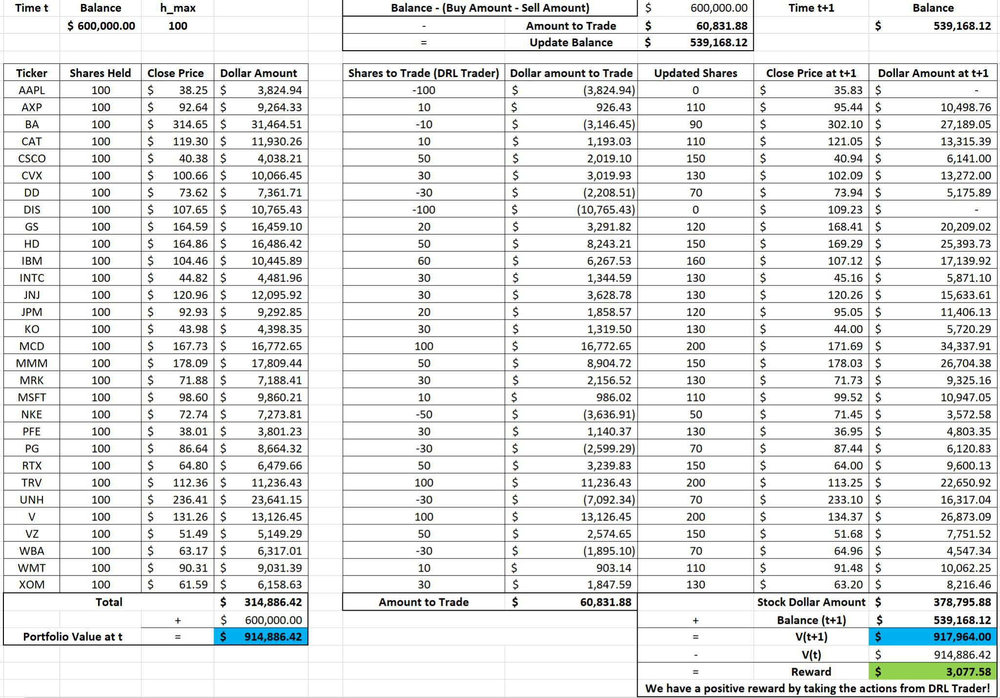 Time t Balance h_max Balance - (Buy Amount - Sell Amount) $ 600,000.00 Time t+1 Balance
$ 600,000.00 100 - Amount to Trade $ 60,831.88 $ 539,168.12
= Update Balance $ 539,168.12
Ticker Shares Held Close Price Dollar Amount Shares to Trade (DRL Trader) Dollar amount to Trade Updated Shares Close Price at t+1 Dollar Amount at t+1
AAPL 100 $ 38.25 $ 3,824.94 -100 $ (3,824.94) 0 $ 35.83 $ -
AXP 100 $ 92.64 $ 9,264.33 10 $ 926.43 110 $ 95.44 $ 10,498.76
BA 100 $ 314.65 $ 31,464.51 -10 $ (3,146.45) 90 $ 302.10 $ 27,189.05
CAT 100 $ 119.30 $ 11,930.26 10 $ 1,193.03 110 $ 121.05 $ 13,315.39
CSCO 100 $ 40.38 $ 4,038.21 50 $ 2,019.10 150 $ 40.94 $ 6,141.00
CVX 100 $ 100.66 $ 10,066.45 30 $ 3,019.93 130 $ 102.09 $ 13,272.00
DD 100 $ 73.62 $ 7,361.71 -30 $ (2,208.51) 70 $ 73.94 $ 5,175.89
DIS 100 $ 107.65 $ 10,765.43 -100 $ (10,765.43) 0 $ 109.23 $ -
GS 100 $ 164.59 $ 16,459.10 20 $ 3,291.82 120 $ 168.41 $ 20,209.02
HD 100 $ 164.86 $ 16,486.42 50 $ 8,243.21 150 $ 169.29 $ 25,393.73
IBM 100 $ 104.46 $ 10,445.89 60 $ 6,267.53 160 $ 107.12 $ 17,139.92
INTC 100 $ 44.82 $ 4,481.96 30 $ 1,344.59 130 $ 45.16 $ 5,871.10
JNJ 100 $ 120.96 $ 12,095.92 30 $ 3,628.78 130 $ 120.26 $ 15,633.61
JPM 100 $ 92.93 $ 9,292.85 20 $ 1,858.57 120 $ 95.05 $ 11,406.13
KO 100 $ 43.98 $ 4,398.35 30 $ 1,319.50 130 $ 44.00 $ 5,720.29
MCD 100 $ 167.73 $ 16,772.65 100 $ 16,772.65 200 $ 171.69 $ 34,337.91
MMM 100 $ 178.09 $ 17,809.44 50 $ 8,904.72 150 $ 178.03 $ 26,704.38
MRK 100 $ 71.88 $ 7,188.41 30 $ 2,156.52 130 $ 71.73 $ 9,325.16
MSFT 100 $ 98.60 $ 9,860.21 10 $ 986.02 110 $ 99.52 $ 10,947.05
NKE 100 $ 72.74 $ 7,273.81 -50 $ (3,636.91) 50 $ 71.45 $ 3,572.58
PFE 100 $ 38.01 $ 3,801.23 30 $ 1,140.37 130 $ 36.95 $ 4,803.35
PG 100 $ 86.64 $ 8,664.32 -30 $ (2,599.29) 70 $ 87.44 $ 6,120.83
RTX 100 $ 64.80 $ 6,479.66 50 $ 3,239.83 150 $ 64.00 $ 9,600.13
TRV 100 $ 112.36 $ 11,236.43 100 $ 11,236.43 200 $ 113.25 $ 22,650.92
UNH 100 $ 236.41 $ 23,641.15 -30 $ (7,092.34) 70 $ 233.10 $ 16,317.04
V 100 $ 131.26 $ 13,126.45 100 $ 13,126.45 200 $ 134.37 $ 26,873.09
VZ 100 $ 51.49 $ 5,149.29 50 $ 2,574.65 150 $ 51.68 $ 7,751.52
WBA 100 $ 63.17 $ 6,317.01 -30 $ (1,895.10) 70 $ 64.96 $ 4,547.34
WMT 100 $ 90.31 $ 9,031.39 10 $ 903.14 110 $ 91.48 $ 10,062.25
XOM 100 $ 61.59 $ 6,158.63 30 $ 1,847.59 130 $ 63.20 $ 8,216.46
Total $ 314,886.42 Amount to Trade $ 60,831.88 Stock Dollar Amount $ 378,795.88
+ $ 600,000.00 + Balance (t+1) $ 539,168.12
Portfolio Value at t = $ 914,886.42 = V(t+1) $ 917,964.00
- V(t) $ 914,886.42
= Reward $ 3,077.58
We have a positive reward by taking the actions from DRL Trader!